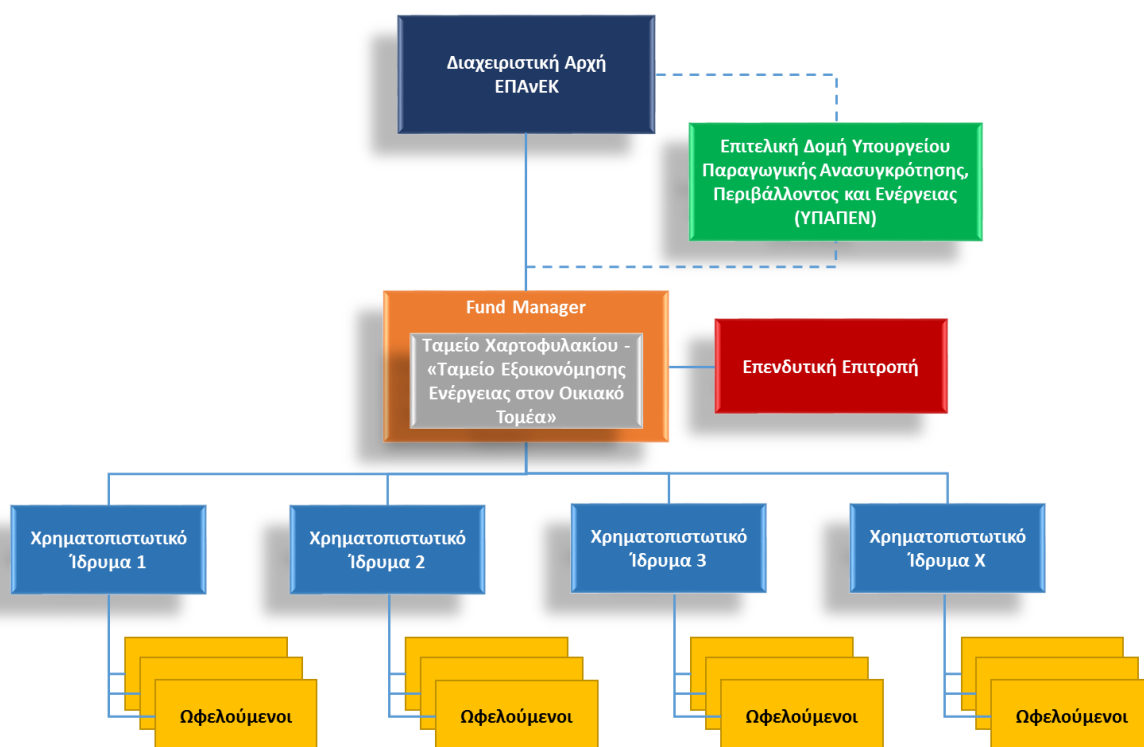 Διαχειριστική Αρχή
ΕΠΑνΕΚ
Επιτελική Δομή Υπουργείου
Παραγωγικής Ανασυγκρότησης,
Περιβάλλοντος και Ενέργειας
(ΥΠΑΠΕΝ)
Fund Manager
Ταμείο Χαρτοφυλακίου -
«Ταμείο Εξοικονόμησης
Ενέργειας στον Οικιακό
Τομέα»
Επενδυτική Επιτροπή
Χρηματοπιστωτικό
Ίδρυμα 1
Χρηματοπιστωτικό
Ίδρυμα 2
Χρηματοπιστωτικό
Ίδρυμα 3
Χρηματοπιστωτικό
Ίδρυμα Χ
Ωφελούμενοι
Ωφελούμενοι
Ωφελούμενοι
Ωφελούμενοι